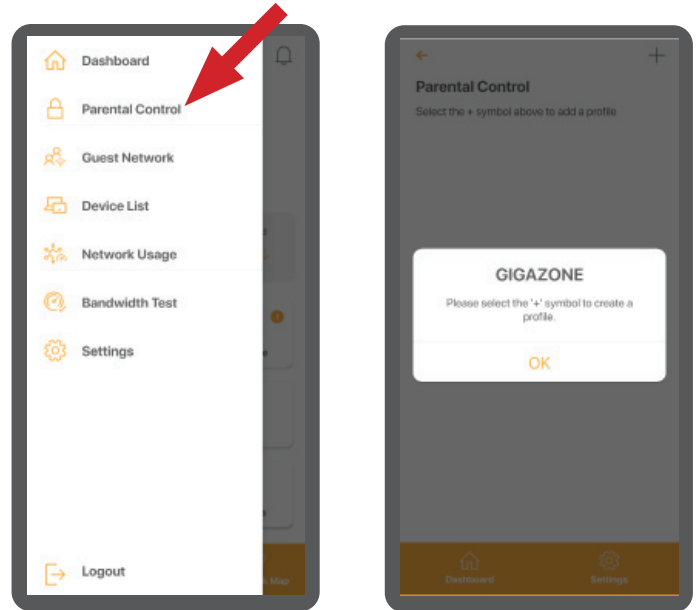 Dashboard
Parental Control
Guest Network
Device List
Network Usage
Bandwidth Test
Settings
Logout
Map
Parental Control
Select the + symbol above to add a profile
GIGAZONE
Please select the '+' symbol to create a
profile.
OK
Dashboard
Settings